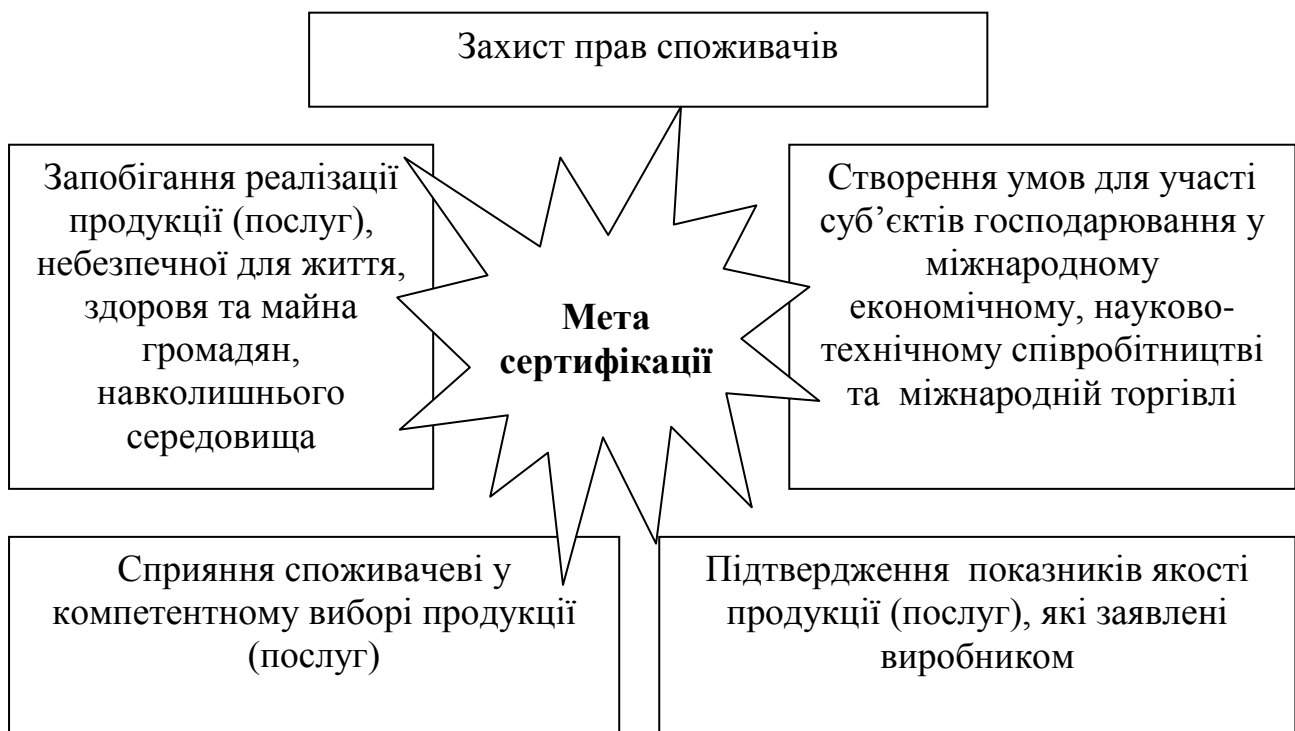 Захист прав споживачів
Запобігання реалізації
продукції (послуг),
небезпечної для життя,
здоровя та майна
громадян,
навколишнього
середовища
Мета
сертифікації
Створення умов для участі
суб’єктів господарювання у
міжнародному
економічному, науково-
технічному співробітництві
та  міжнародній торгівлі
Сприяння споживачеві у
компетентному виборі продукції
(послуг)
Підтвердження  показників якості
продукції (послуг), які заявлені
виробником